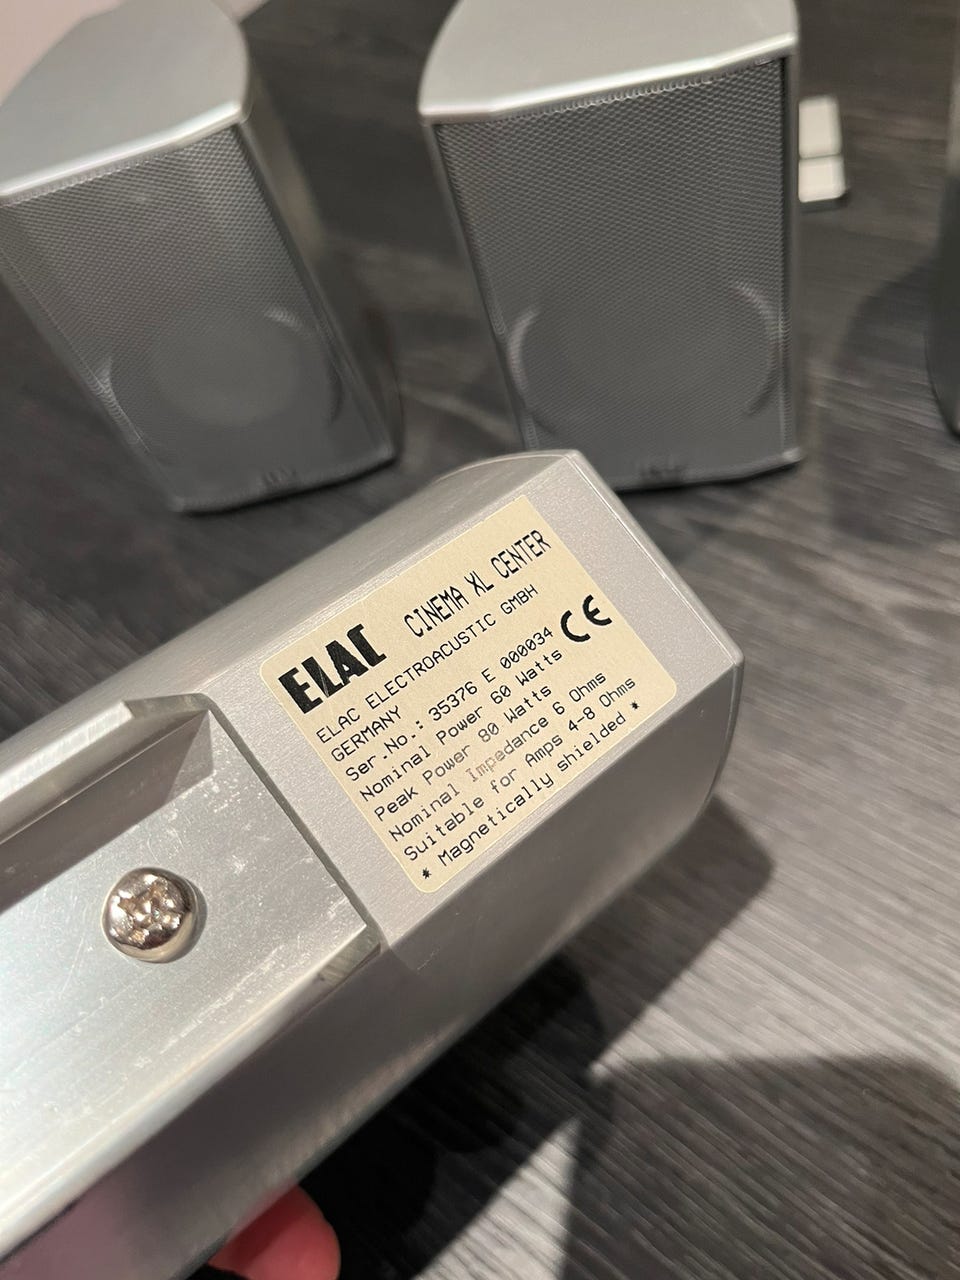 ELAC CINEMA XL CENTER
ELAC ELECTROACUSTIC GMBH
GERMANY
Ser.No.: 35376 E 000034 CE
Nominal Power 60 Watts
Peak Power 80 Watts
Nominal Impedance 6 Ohms
Suitable for Amps 4-8 Ohms
* Magnetically shielded *